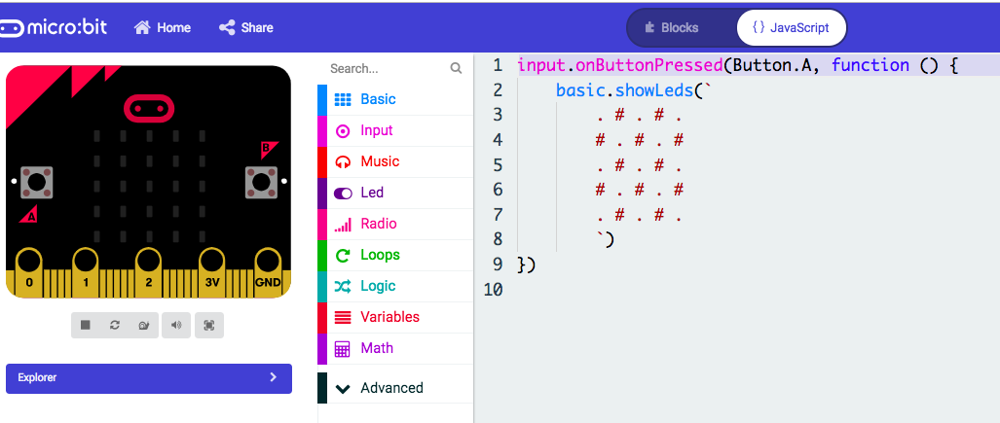 micro:bit Home Share Blocks {} JavaScript
Search...
Basic
Input
Music
Led
Radio
Loops
Logic
Variables
Math
Advanced
B
A
0 1 2 3V GND
Explorer
1 input.onButtonPressed(Button.A, function () {
2 basic.showLeds(`
3 . # . # .
4 # . # . #
5 . # . # .
6 # . # . #
7 . # . # .
8 `)
9 })
10